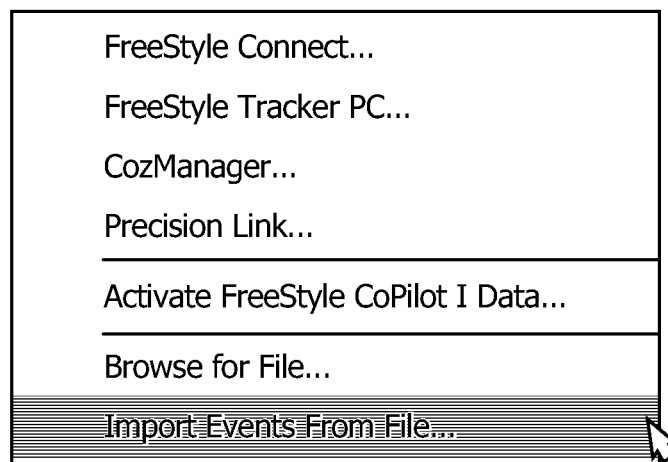 FreeStyle Connect...
FreeStyle Tracker PC...
CozManager...
Precision Link...
Activate FreeStyle CoPilot I Data...
Browse for File...
Import Events From File...